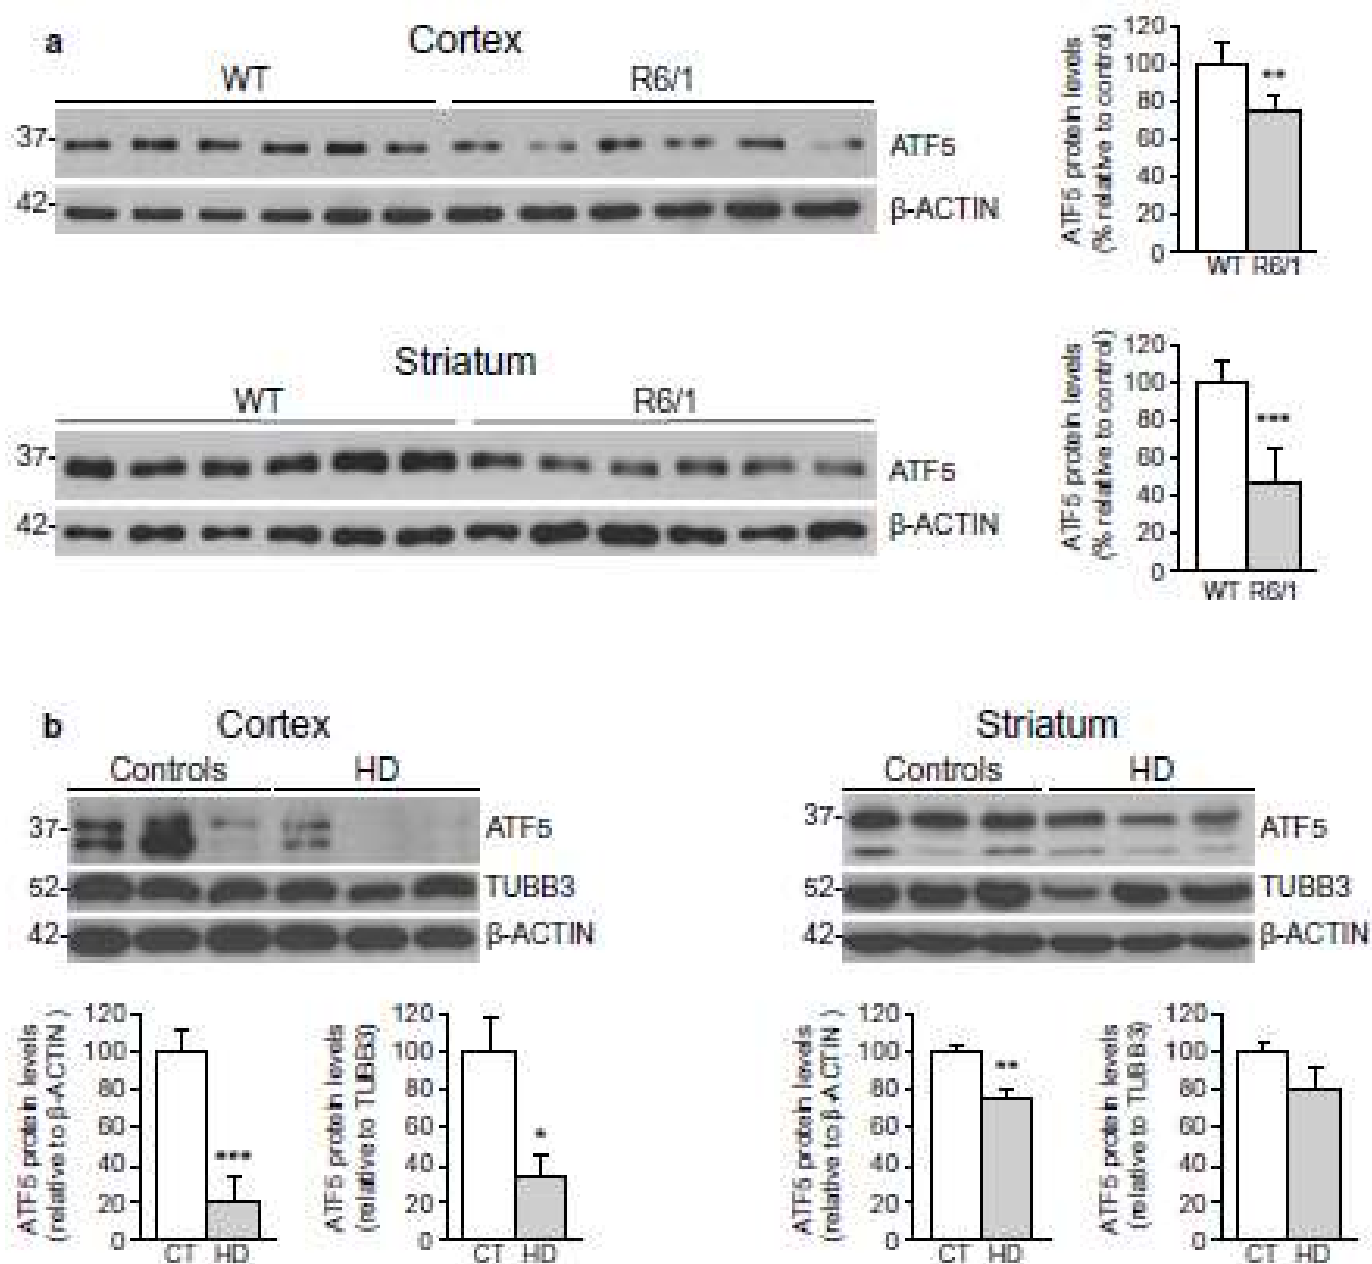 a
Cortex
WT R6/1
37-
ATF5
42-
β-ACTIN
ATF5 protein levels
(% relative to control)
120
100
80
60
40
20
0
**
WT R6/1
Striatum
WT R6/1
37-
ATF5
42-
β-ACTIN
ATF5 protein levels
(% relative to control)
120
100
80
60
40
20
0
***
WT R6/1
b
Cortex
Controls HD
37-
ATF5
52-
TUBB3
42-
β-ACTIN
Striatum
Controls HD
37-
ATF5
52-
TUBB3
42-
β-ACTIN
ATF5 protein levels
(relative to β-ACTIN)
120
100
80
60
40
20
0
***
CT HD
ATF5 protein levels
(relative to TUBB3)
120
100
80
60
40
20
0
*
CT HD
ATF5 protein levels
(relative to β-ACTIN)
120
100
80
60
40
20
0
**
CT HD
ATF5 protein levels
(relative to TUBB3)
120
100
80
60
40
20
0
CT HD